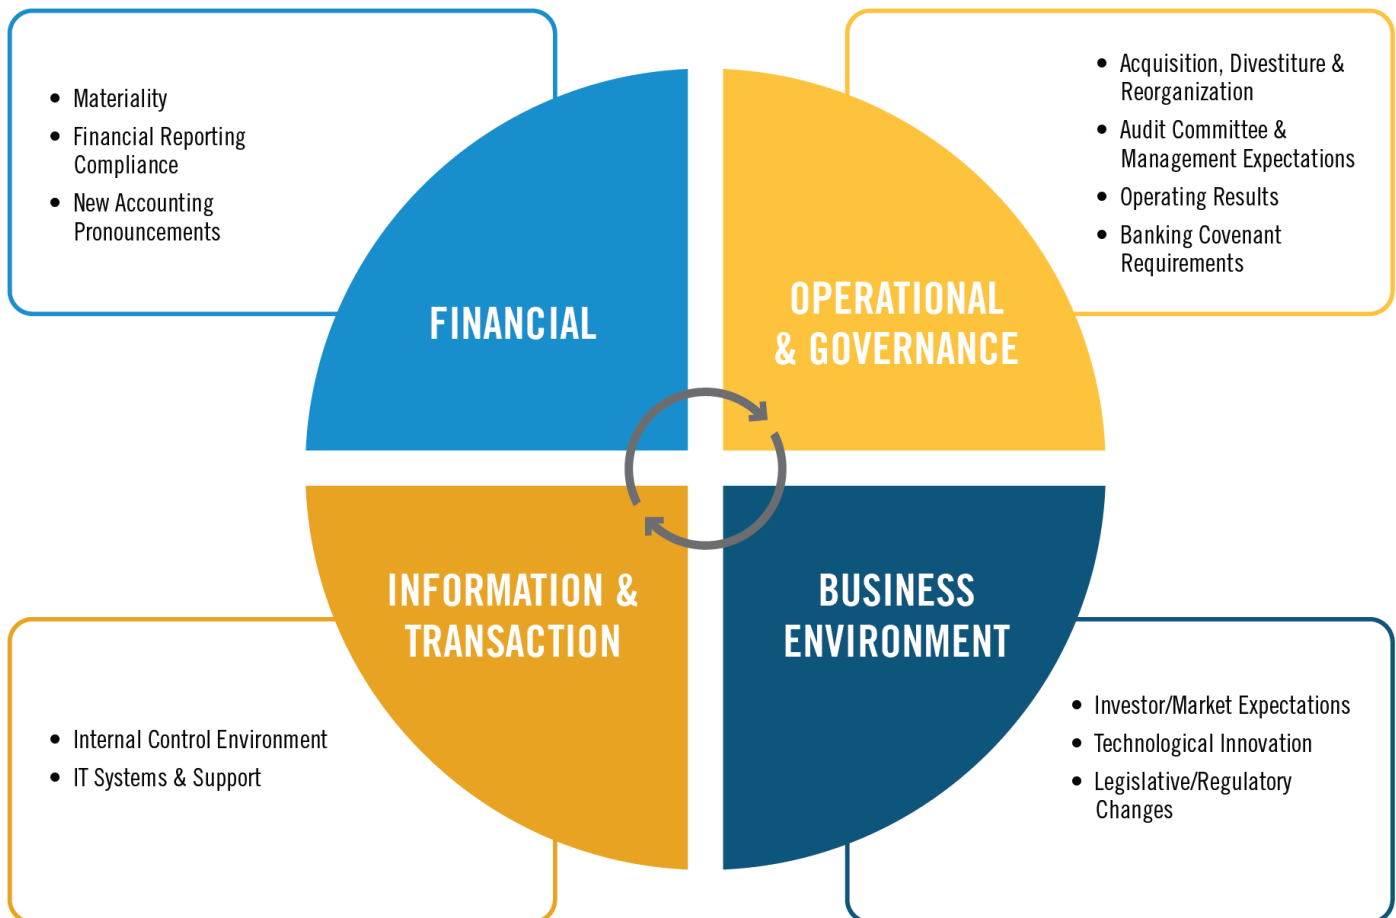 • Materiality
• Financial Reporting
Compliance
• New Accounting
Pronouncements
FINANCIAL
• Acquisition, Divestiture &
Reorganization
• Audit Committee &
Management Expectations
• Operating Results
• Banking Covenant
Requirements
OPERATIONAL
& GOVERNANCE
INFORMATION &
TRANSACTION
• Internal Control Environment
• IT Systems & Support
BUSINESS
ENVIRONMENT
• Investor/Market Expectations
• Technological Innovation
• Legislative/Regulatory
Changes